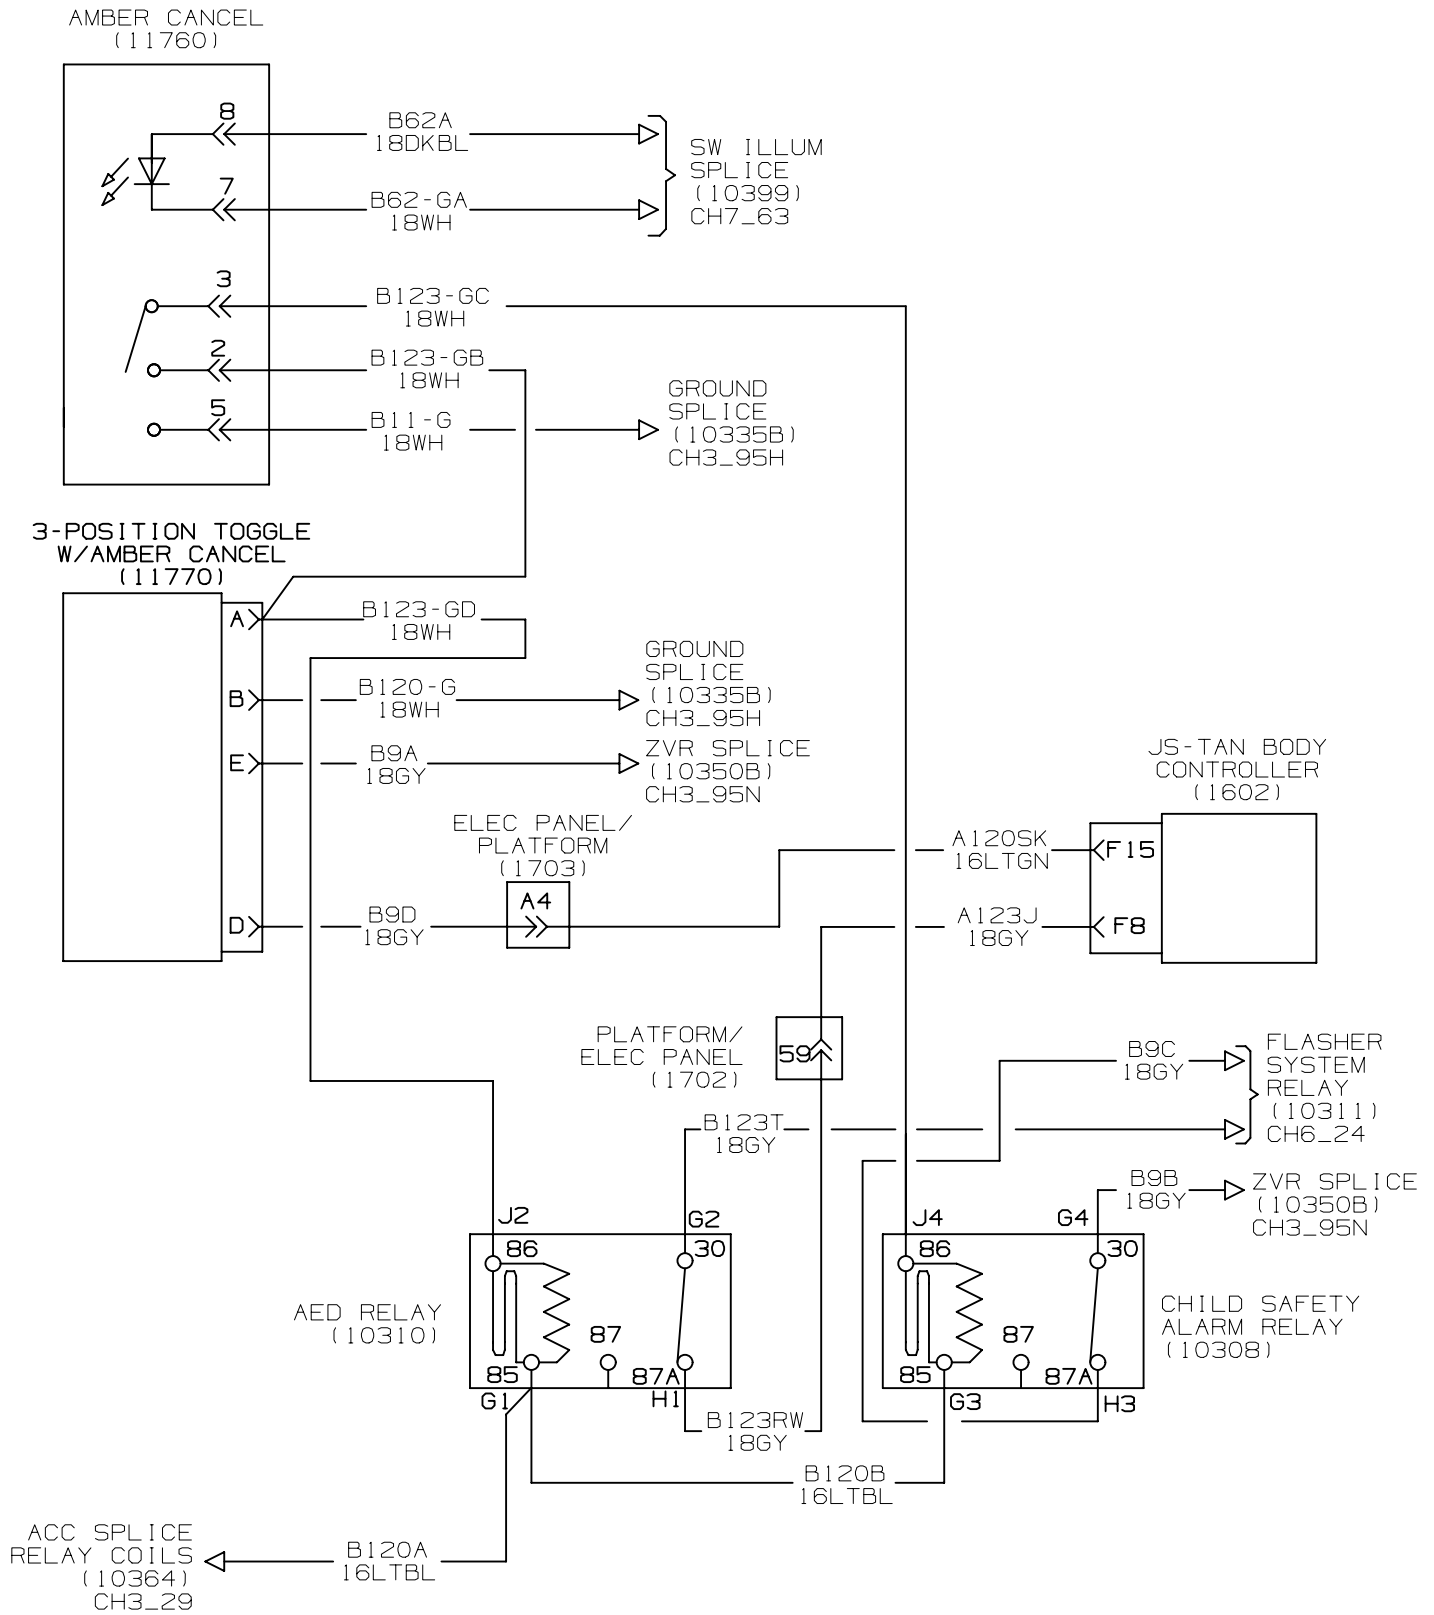 AMBER CANCEL
(11760)
8
B62A
18DKBL
7
B62-GA
18WH
SW ILLUM
SPLICE
(10399)
CH7_63
3
B123-GC
18WH
2
B123-GB
18WH
5
B11-G
18WH
GROUND
SPLICE
(10335B)
CH3_95H
3-POSITION TOGGLE
W/AMBER CANCEL
(11770)
A
B123-GD
18WH
B
B120-G
18WH
GROUND
SPLICE
(10335B)
CH3_95H
E
B9A
18GY
ZVR SPLICE
(10350B)
CH3_95N
D
B9D
18GY
ELEC PANEL/
PLATFORM
(1703)
A4
JS-TAN BODY
CONTROLLER
(1602)
A120SK
16LTGN
F15
A123J
18GY
F8
PLATFORM/
ELEC PANEL
(1702)
59
B9C
18GY
FLASHER
SYSTEM
RELAY
(10311)
CH6_24
B123T
18GY
B9B
18GY
ZVR SPLICE
(10350B)
CH3_95N
J2
G2
86
30
AED RELAY
(10310)
87
85
87A
G1
H1
J4
G4
86
30
CHILD SAFETY
ALARM RELAY
(10308)
87
85
87A
G3
H3
B123RW
18GY
B120B
16LTBL
ACC SPLICE
RELAY COILS
(10364)
CH3_29
B120A
16LTBL